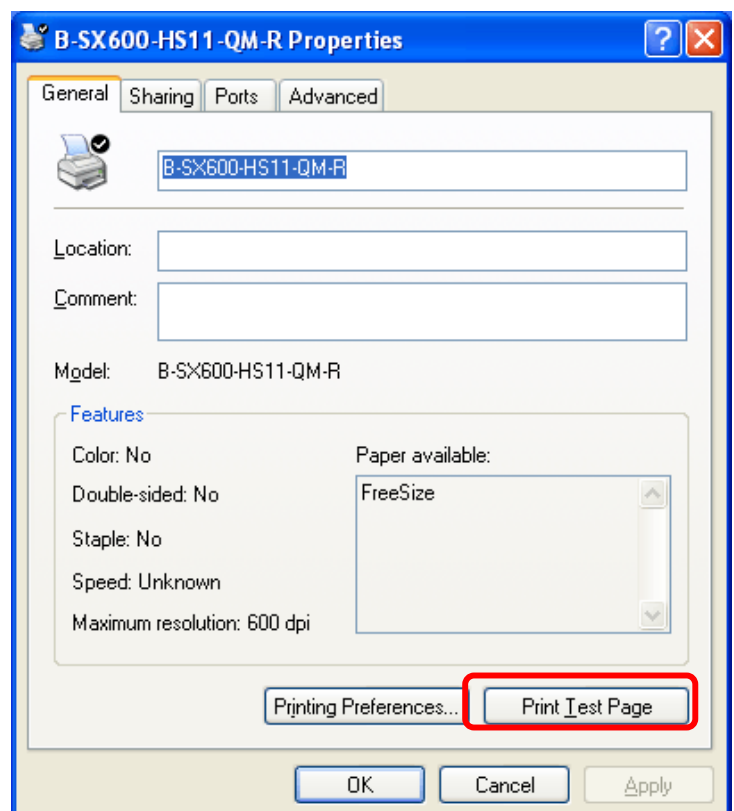 B-SX600-HS11-QM-R Properties
General Sharing Ports Advanced
B-SX600-HS11-QM-R
Location:
Comment:
Model: B-SX600-HS11-QM-R
Features
Color: No
Double-sided: No
Staple: No
Speed: Unknown
Maximum resolution: 600 dpi
Paper available:
FreeSize
Printing Preferences... Print Test Page
OK Cancel Apply